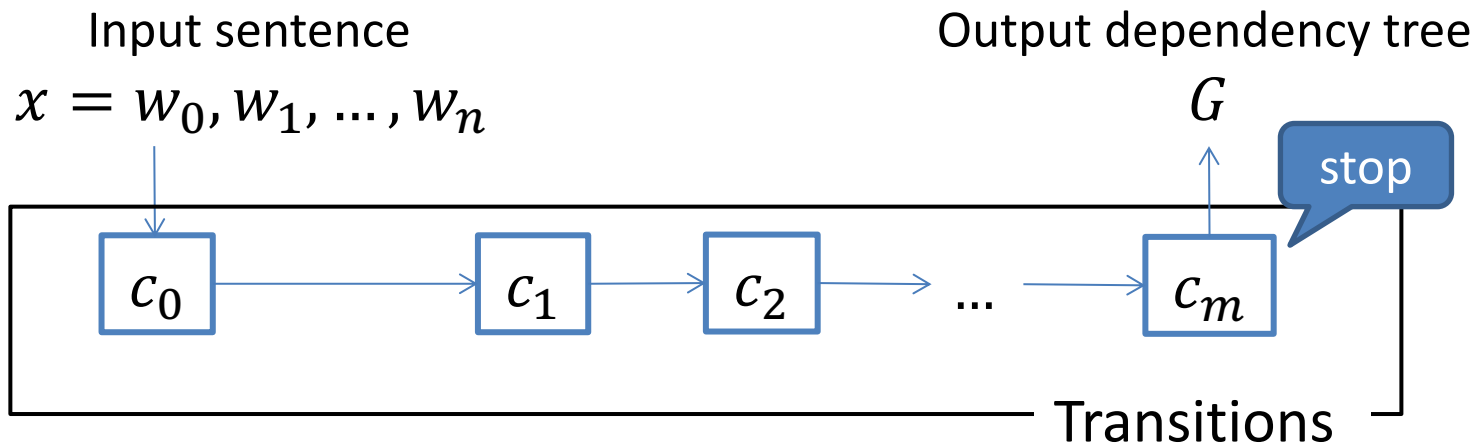 Input sentence
x = w₀, w₁, ... , wₙ
Output dependency tree
G
stop
c₀
c₁
c₂
...
cₘ
Transitions